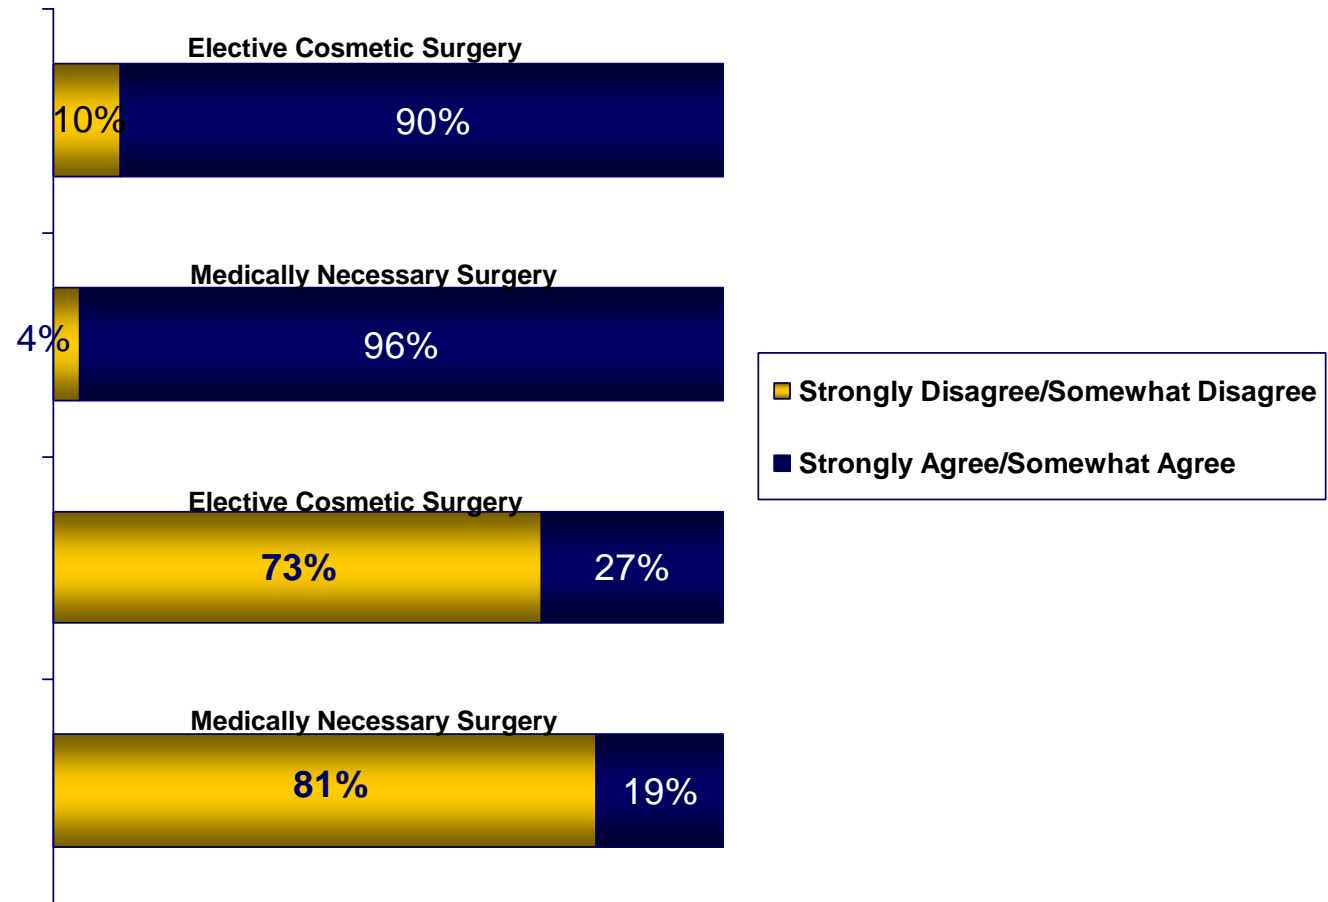 Elective Cosmetic Surgery
10% 90%
Medically Necessary Surgery
4% 96%
Strongly Disagree/Somewhat Disagree
Strongly Agree/Somewhat Agree
Elective Cosmetic Surgery
73% 27%
Medically Necessary Surgery
81% 19%